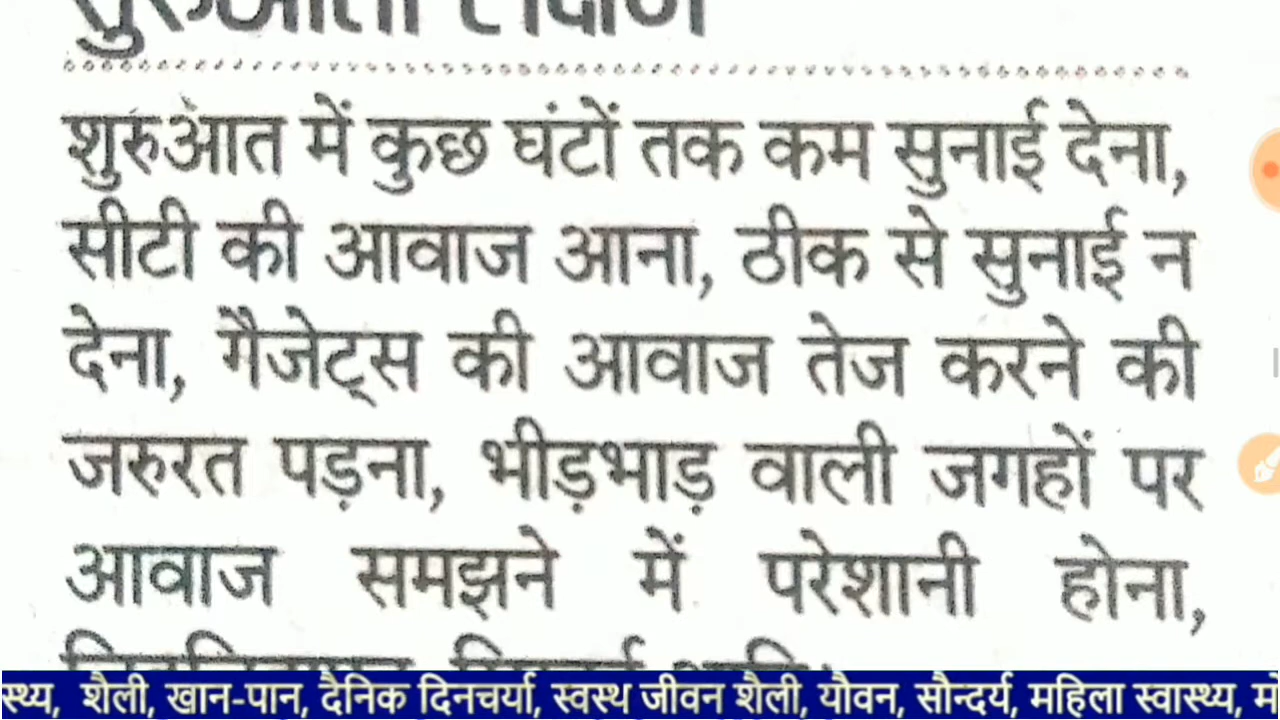 शुरुआत में कुछ घंटों तक कम सुनाई देना,
सीटी की आवाज आना, ठीक से सुनाई न
देना, गैजेट्स की आवाज तेज करने की
जरुरत पड़ना, भीड़भाड़ वाली जगहों पर
आवाज समझने में परेशानी होना,
शैली, खान-पान, दैनिक दिनचर्या, स्वस्थ जीवन शैली, यौवन, सौन्दर्य, महिला स्वास्थ्य,